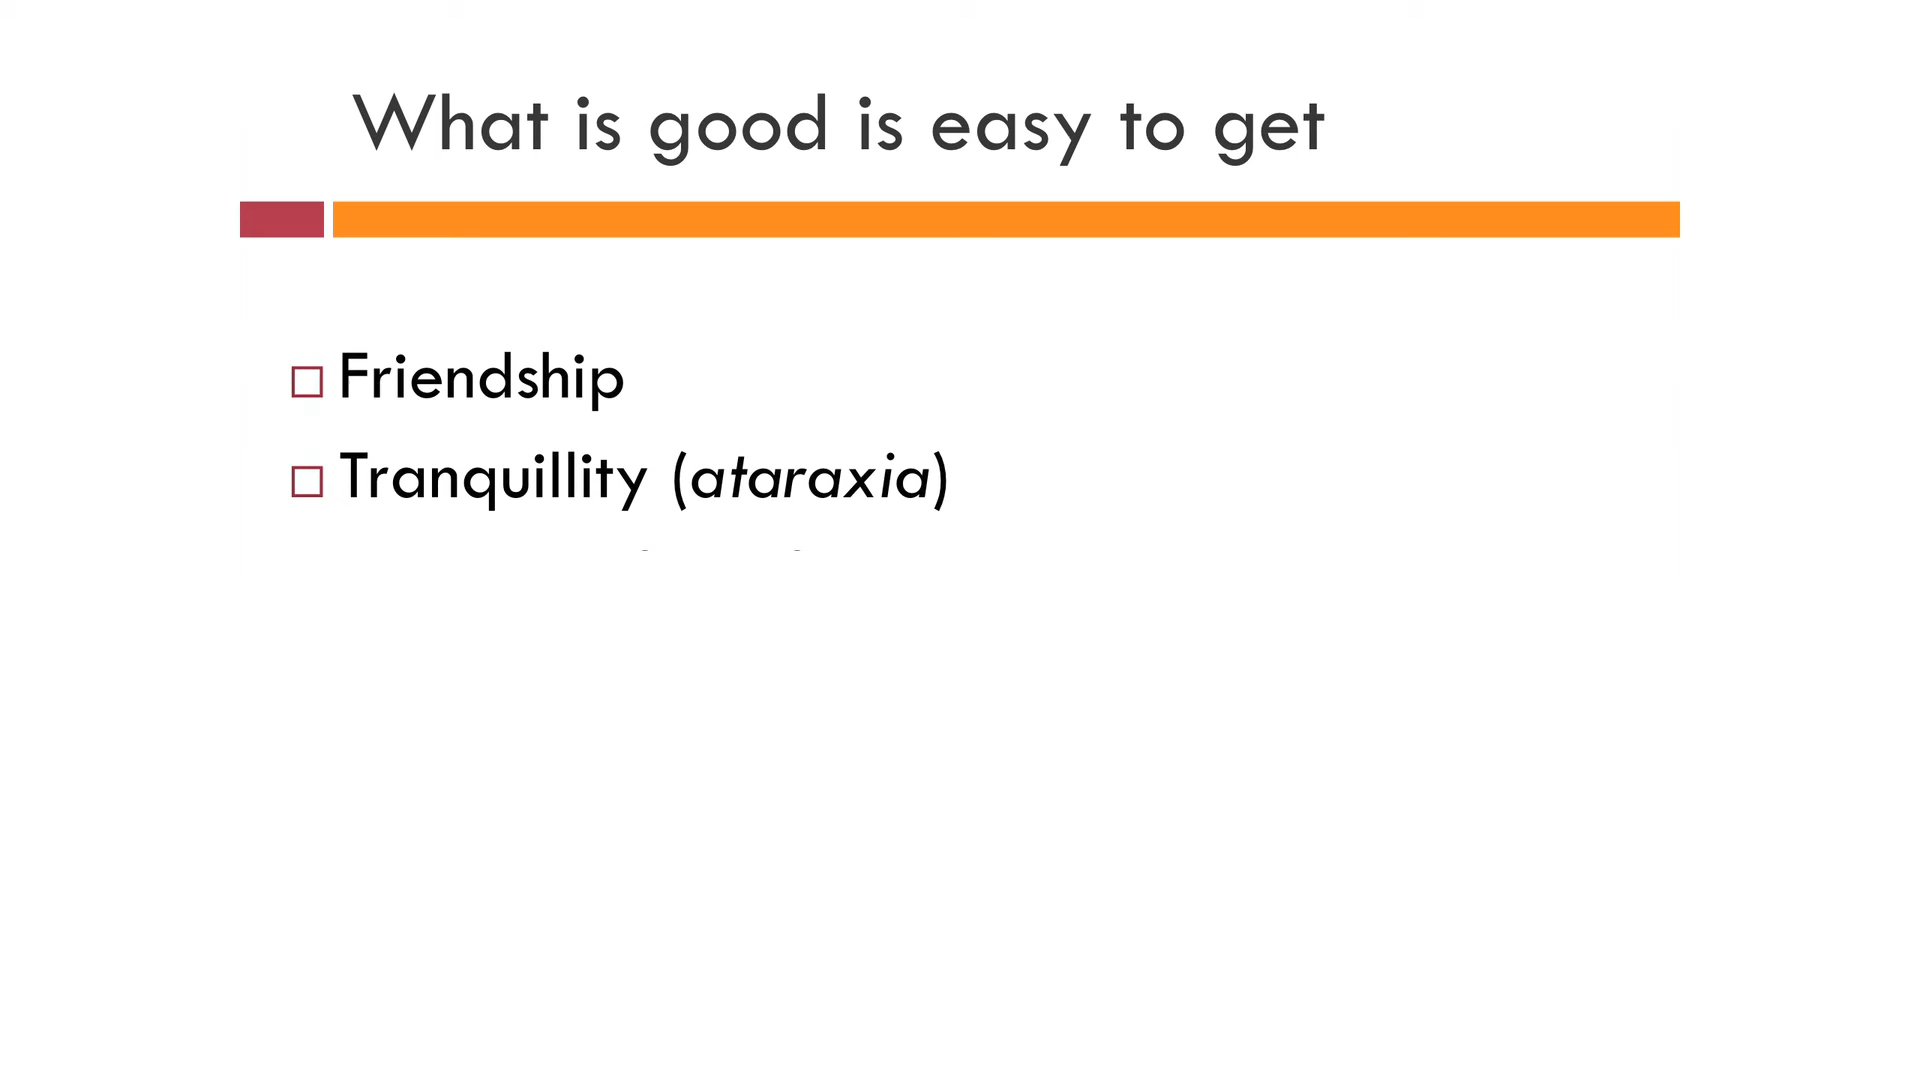 What is good is easy to get
Friendship
Tranquillity (ataraxia)